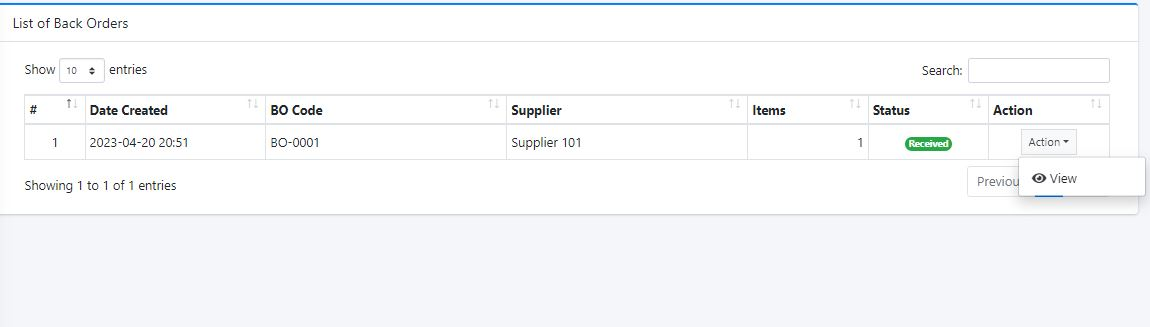 List of Back Orders
Show 10 entries Search:
# Date Created BO Code Supplier Items Status Action
1 2023-04-20 20:51 BO-0001 Supplier 101 1 Received Action
View
Showing 1 to 1 of 1 entries